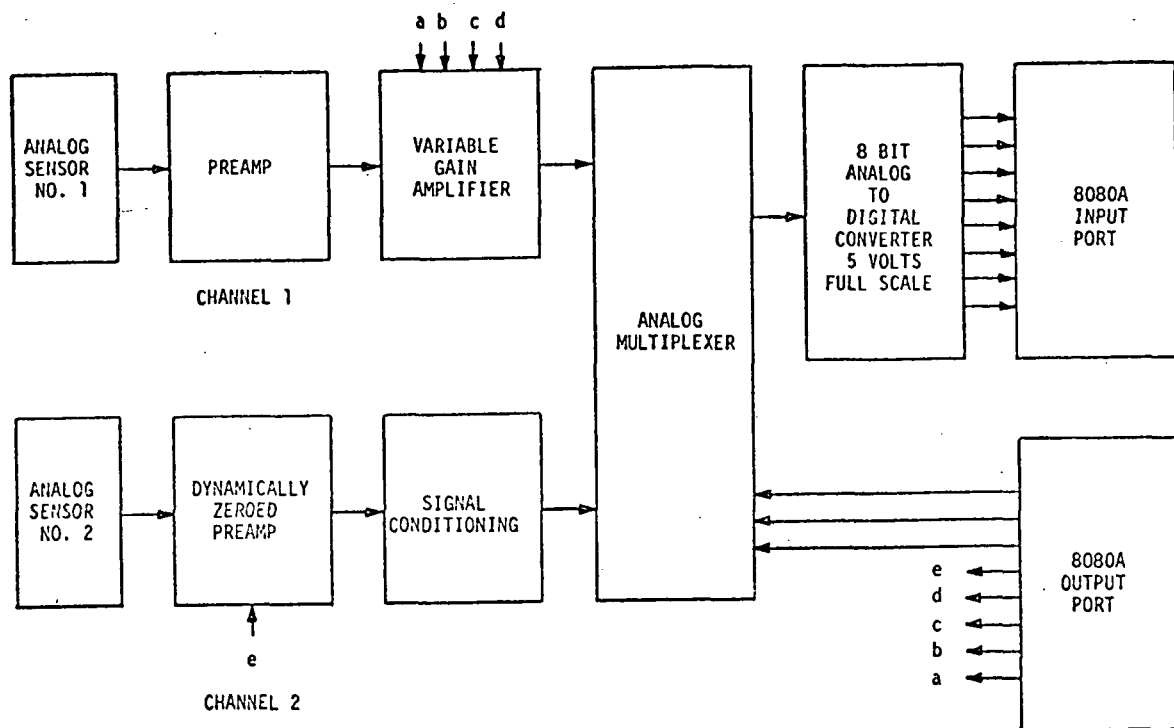 a b c d
ANALOG
SENSOR
NO. 1
PREAMP
VARIABLE
GAIN
AMPLIFIER
CHANNEL 1
ANALOG
MULTIPLEXER
8 BIT
ANALOG
TO
DIGITAL
CONVERTER
5 VOLTS
FULL SCALE
8080A
INPUT
PORT
ANALOG
SENSOR
NO. 2
DYNAMICALLY
ZEROED
PREAMP
SIGNAL
CONDITIONING
e
CHANNEL 2
e
d
c
b
a
8080A
OUTPUT
PORT